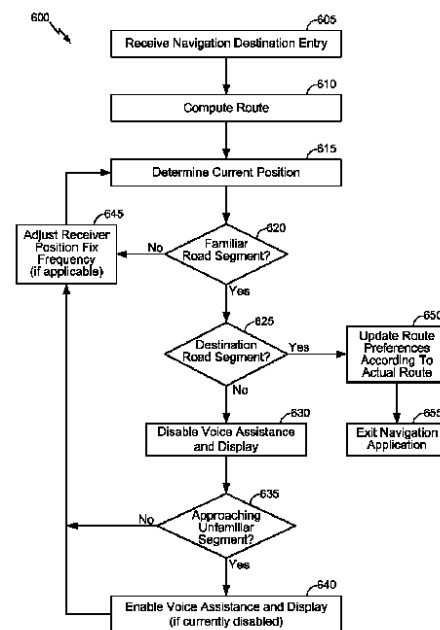 600
605
Receive Navigation Destination Entry
610
Compute Route
615
Determine Current Position
645
Adjust Receiver
Position Fix
Frequency
(if applicable)
620
Familiar
Road Segment?
No
Yes
625
Destination
Road Segment?
Yes
No
650
Update Route
Preferences
According To
Actual Route
630
Disable Voice Assistance
and Display
655
Exit Navigation
Application
635
Approaching
Unfamiliar
Segment?
No
Yes
640
Enable Voice Assistance and Display
(if currently disabled)